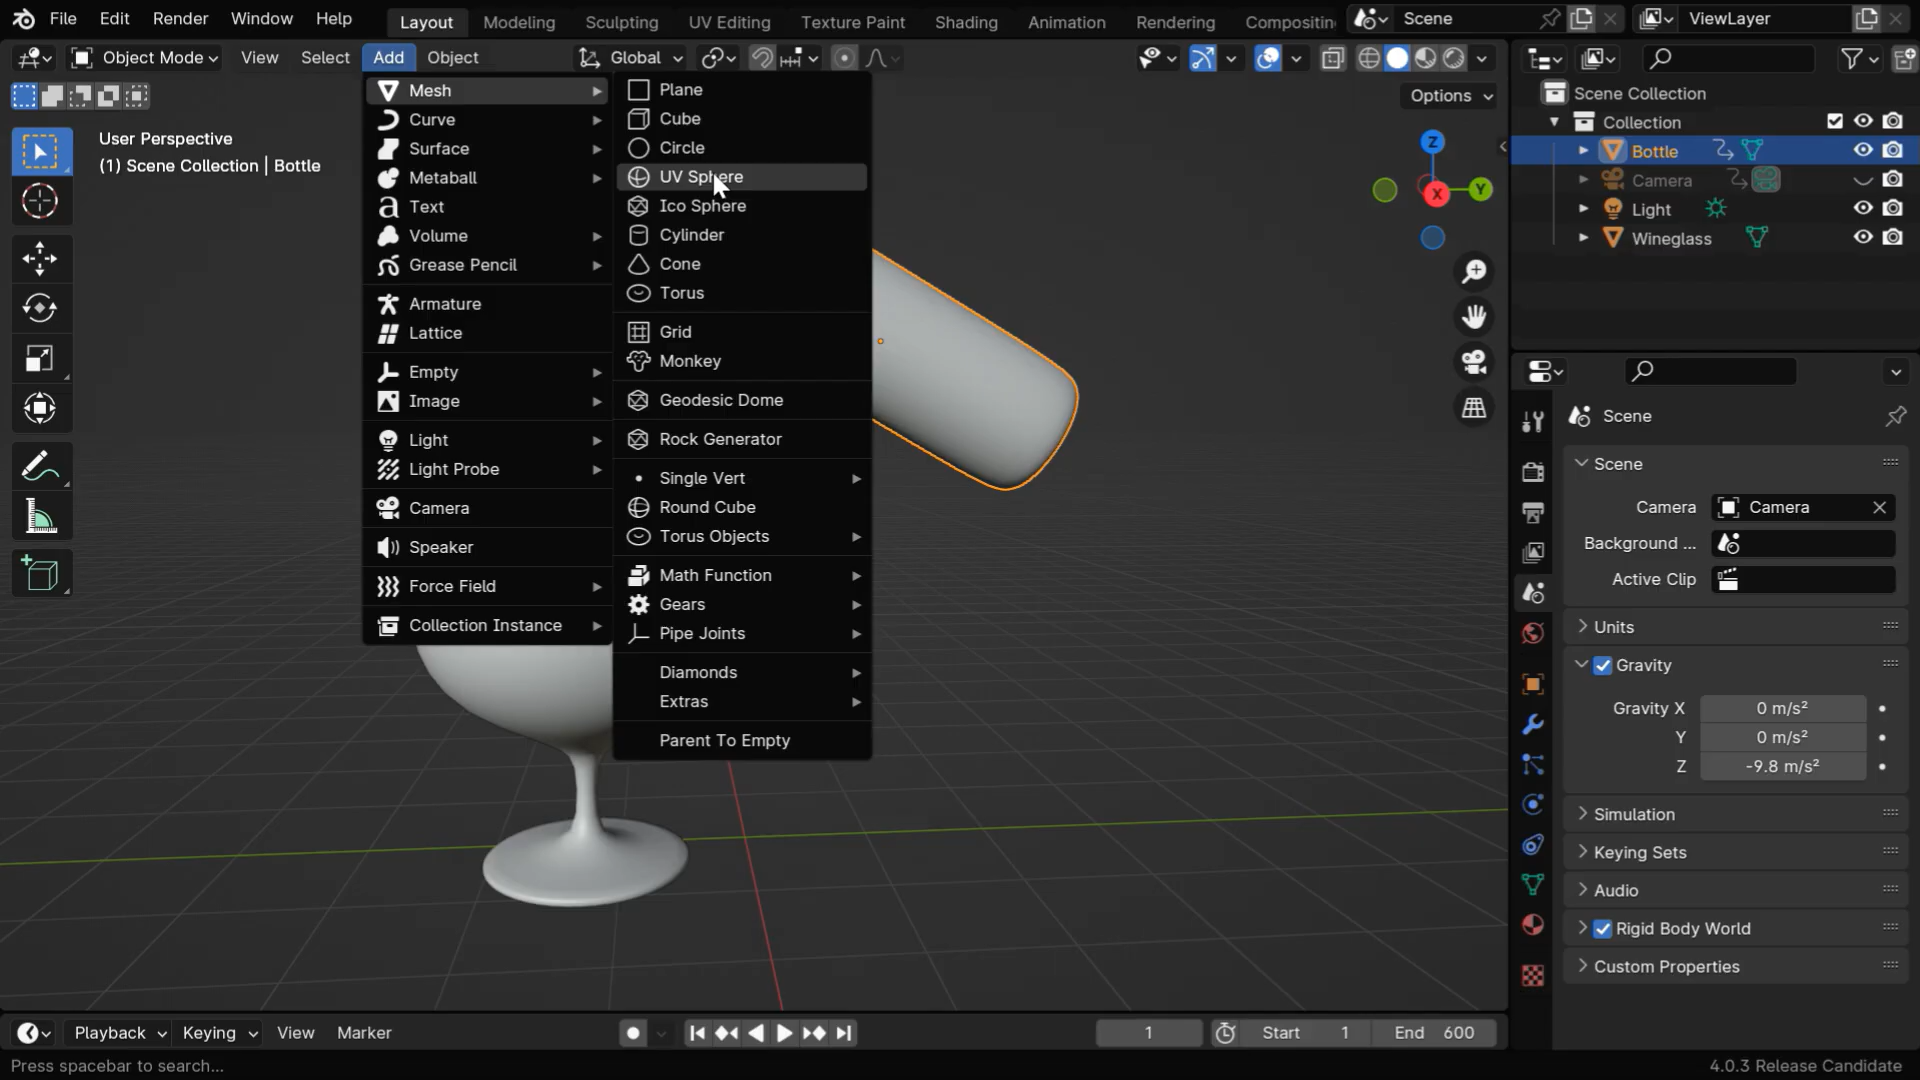 File Edit Render Window Help Layout Modeling Sculpting UV Editing Texture Paint Shading Animation Rendering Compositin Scene ViewLayer
Object Mode View Select Add Object Global
Options
User Perspective
(1) Scene Collection | Bottle
Mesh
Curve
Surface
Metaball
Text
Volume
Grease Pencil
Armature
Lattice
Empty
Image
Light
Light Probe
Camera
Speaker
Force Field
Collection Instance
Plane
Cube
Circle
UV Sphere
Ico Sphere
Cylinder
Cone
Torus
Grid
Monkey
Geodesic Dome
Rock Generator
Single Vert
Round Cube
Torus Objects
Math Function
Gears
Pipe Joints
Diamonds
Extras
Parent To Empty
Z
Y
X
Scene Collection
Collection
Bottle
Camera
Light
Wineglass
Scene
Scene
Camera Camera
Background ...
Active Clip
Units
Gravity
Gravity X 0 m/s²
Y 0 m/s²
Z -9.8 m/s²
Simulation
Keying Sets
Audio
Rigid Body World
Custom Properties
Playback Keying View Marker 1 Start 1 End 600
Press spacebar to search... 4.0.3 Release Candidate